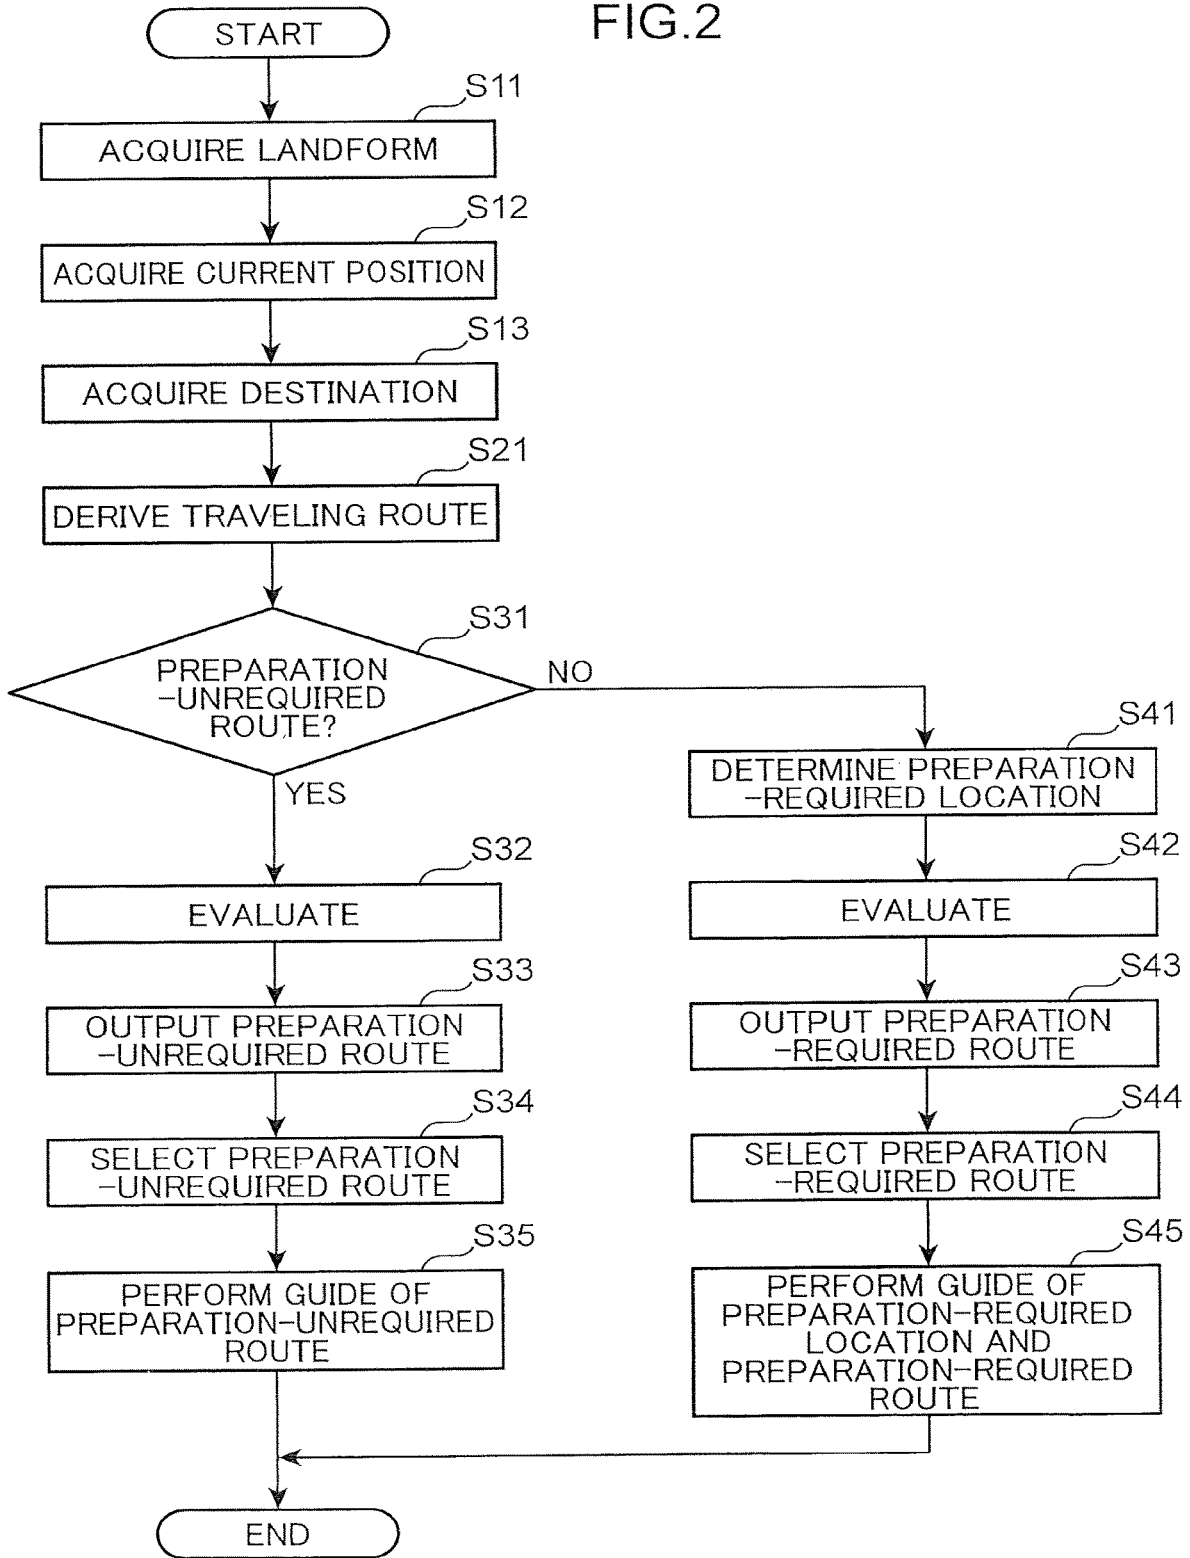 FIG.2
START
S11
ACQUIRE LANDFORM
S12
ACQUIRE CURRENT POSITION
S13
ACQUIRE DESTINATION
S21
DERIVE TRAVELING ROUTE
S31
PREPARATION
-UNREQUIRED
ROUTE?
NO
YES
S32
EVALUATE
S33
OUTPUT PREPARATION
-UNREQUIRED ROUTE
S34
SELECT PREPARATION
-UNREQUIRED ROUTE
S35
PERFORM GUIDE OF
PREPARATION-UNREQUIRED
ROUTE
S41
DETERMINE PREPARATION
-REQUIRED LOCATION
S42
EVALUATE
S43
OUTPUT PREPARATION
-REQUIRED ROUTE
S44
SELECT PREPARATION
-REQUIRED ROUTE
S45
PERFORM GUIDE OF
PREPARATION-REQUIRED
LOCATION AND
PREPARATION-REQUIRED
ROUTE
END